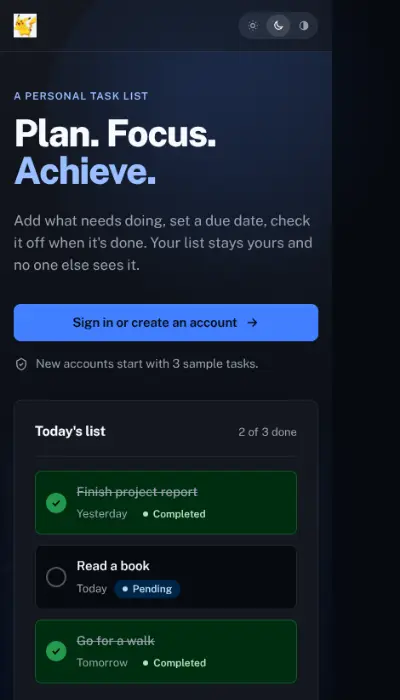 A PERSONAL TASK LIST
Plan. Focus.
Achieve.
Add what needs doing, set a due date, check
it off when it's done. Your list stays yours and
no one else sees it.
Sign in or create an account →
New accounts start with 3 sample tasks.
Today's list
2 of 3 done
Finish project report
Yesterday
Completed
Read a book
Today
Pending
Go for a walk
Tomorrow
Completed